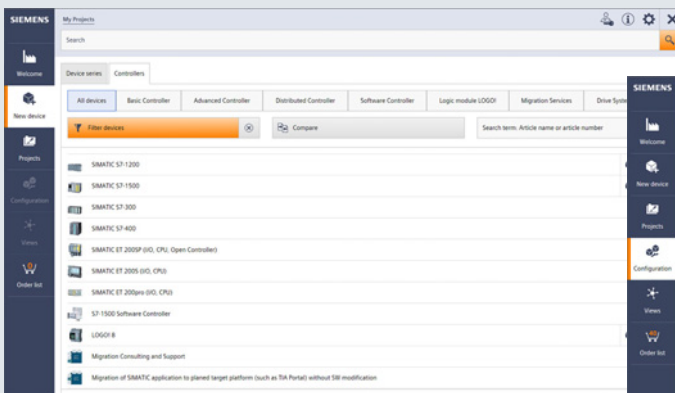 SIEMENS
My Projects
Search
Welcome
New device
Projects
Configuration
Views
Order list
Device series Controllers
All devices Basic Controller Advanced Controller Distributed Controller Software Controller Logic module LOGO! Migration Services Drive Syste
Filter devices Compare Search term. Article name or article number
SIMATIC S7-1200
SIMATIC S7-1500
SIMATIC S7-300
SIMATIC S7-400
SIMATIC ET 200SP (I/O, CPU, Open Controller)
SIMATIC ET 200S (I/O, CPU)
SIMATIC ET 200pro (I/O, CPU)
S7-1500 Software Controller
LOGO! 8
Migration Consulting and Support
Migration of SIMATIC application to planed target platform (such as TIA Portal) without SW-modification
SIEMENS
Welcome
New device
Projects
Configuration
Views
Order list